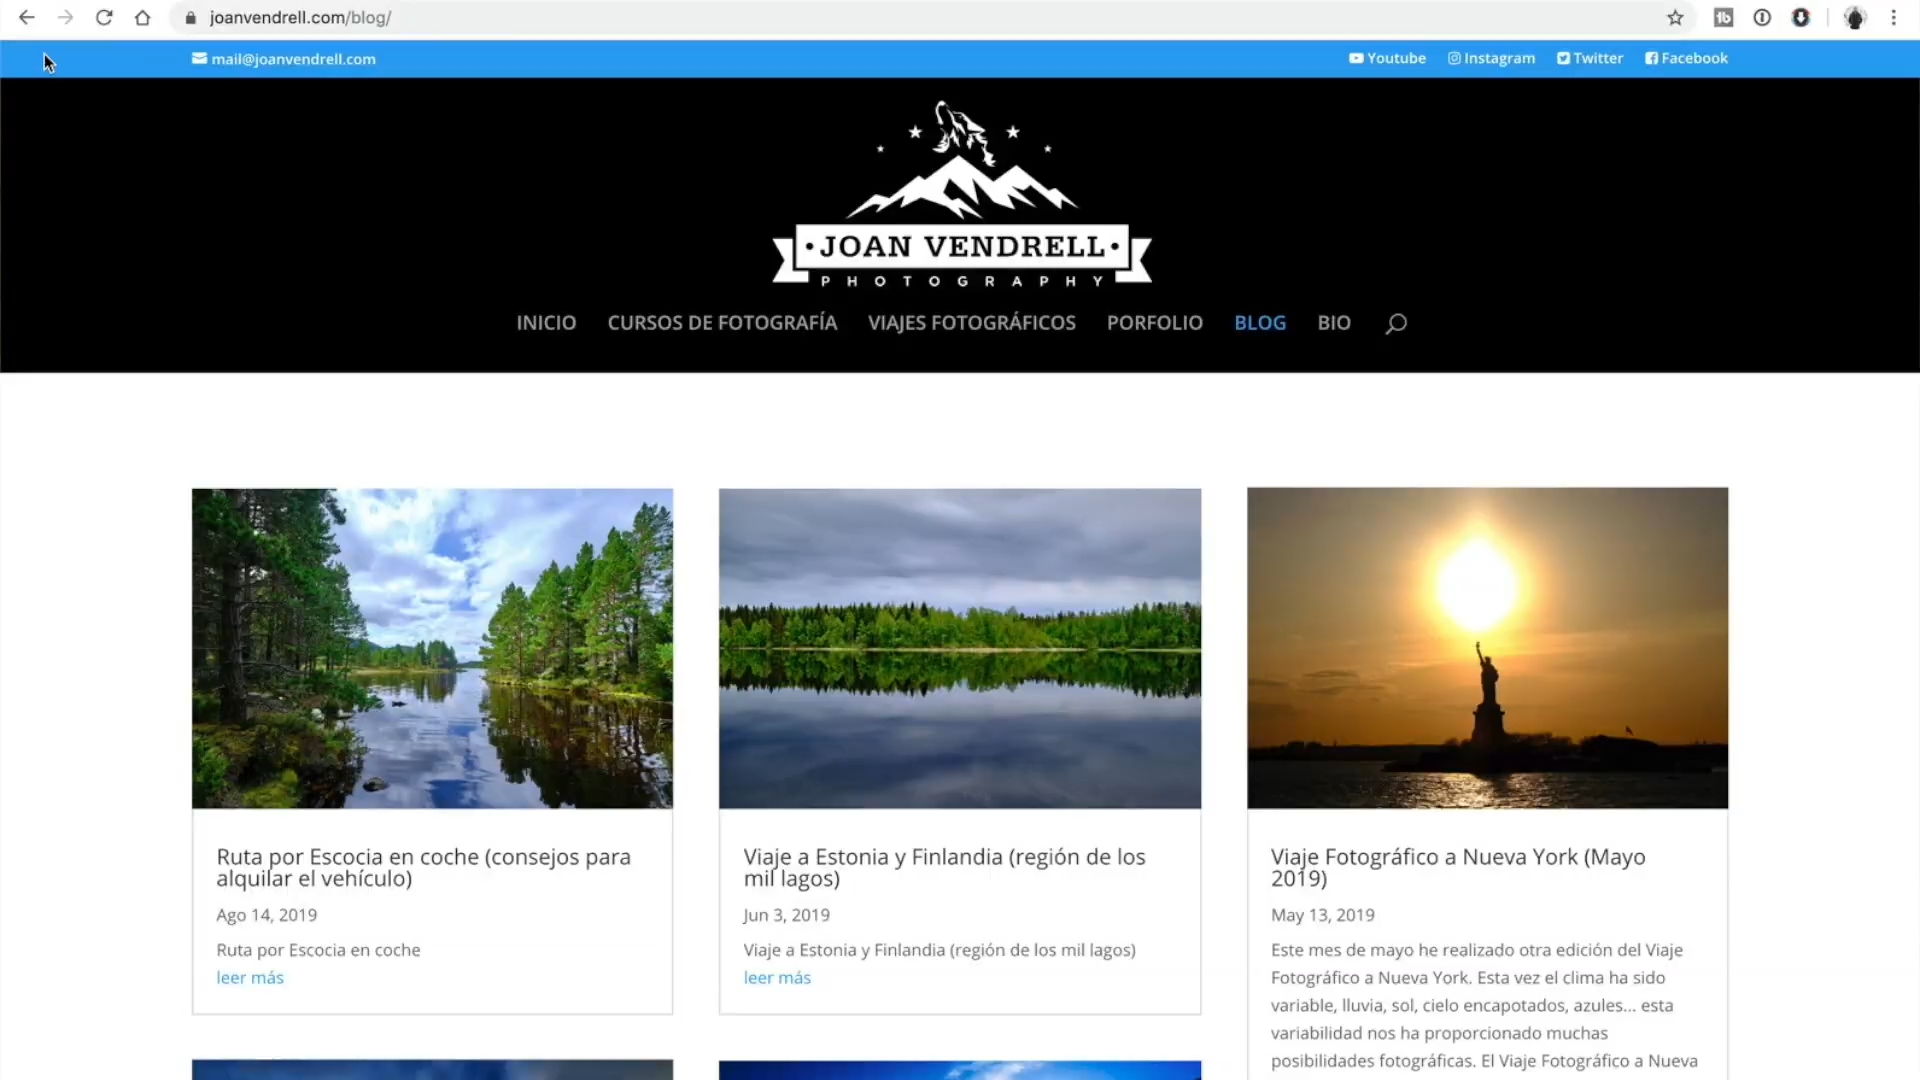 joanvendrell.com/blog/
mail@joanvendrell.com
Youtube Instagram Twitter Facebook
JOAN VENDRELL
PHOTOGRAPHY
INICIO CURSOS DE FOTOGRAFÍA VIAJES FOTOGRÁFICOS PORFOLIO BLOG BIO
Ruta por Escocia en coche (consejos para
alquilar el vehículo)
Ago 14, 2019
Ruta por Escocia en coche
leer más
Viaje a Estonia y Finlandia (región de los
mil lagos)
Jun 3, 2019
Viaje a Estonia y Finlandia (región de los mil lagos)
leer más
Viaje Fotográfico a Nueva York (Mayo
2019)
May 13, 2019
Este mes de mayo he realizado otra edición del Viaje
Fotográfico a Nueva York. Esta vez el clima ha sido
variable, lluvia, sol, cielo encapotados, azules... esta
variabilidad nos ha proporcionado muchas
posibilidades fotográficas. El Viaje Fotográfico a Nueva